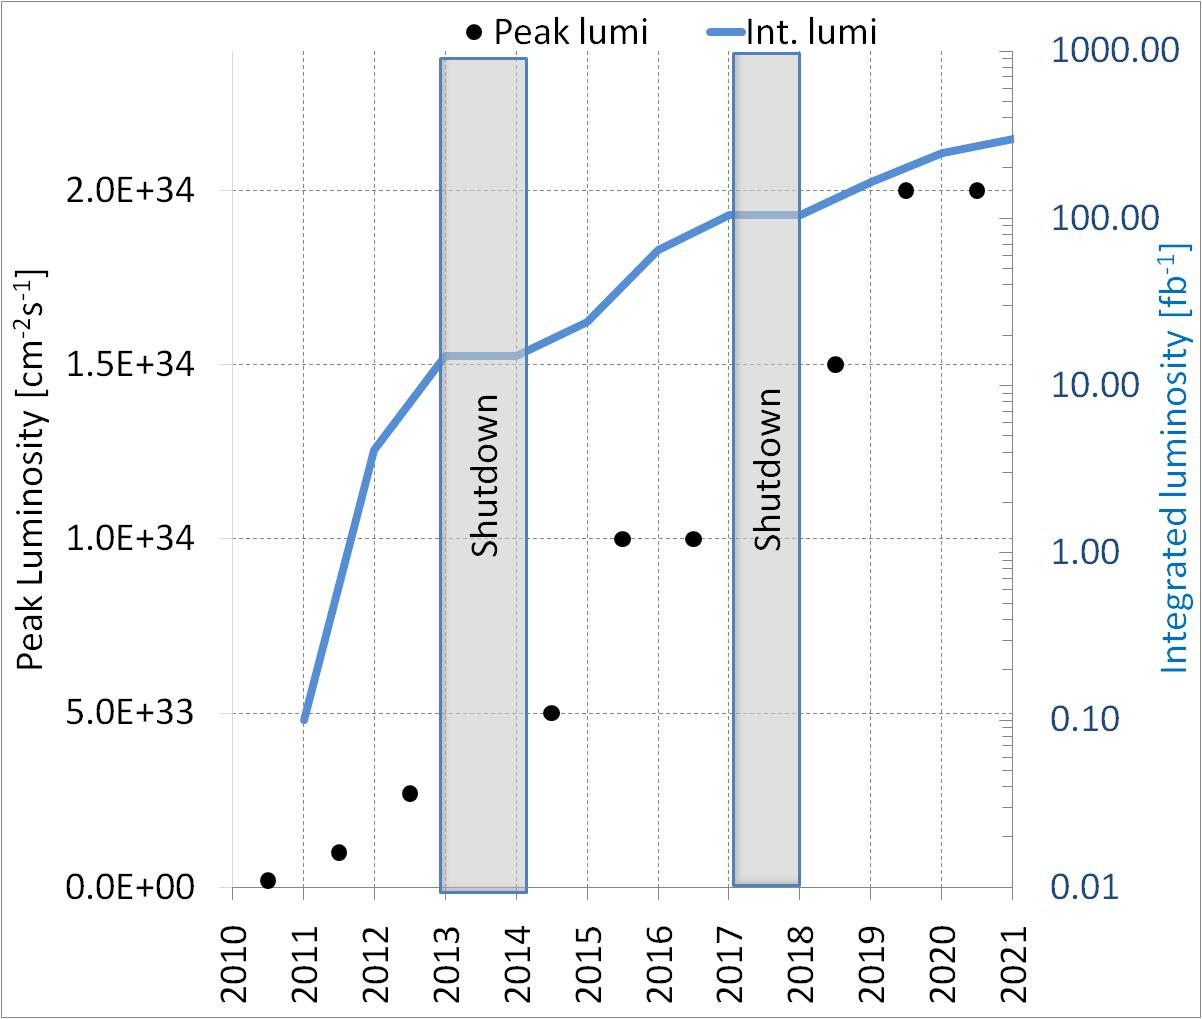 Peak lumi
Int. lumi
1000.00
100.00
10.00
1.00
0.10
0.01
2.0E+34
1.5E+34
1.0E+34
5.0E+33
0.0E+00
Peak Luminosity [cm⁻²s⁻¹]
Integrated luminosity [fb⁻¹]
Shutdown
Shutdown
2010 2011 2012 2013 2014 2015 2016 2017 2018 2019 2020 2021